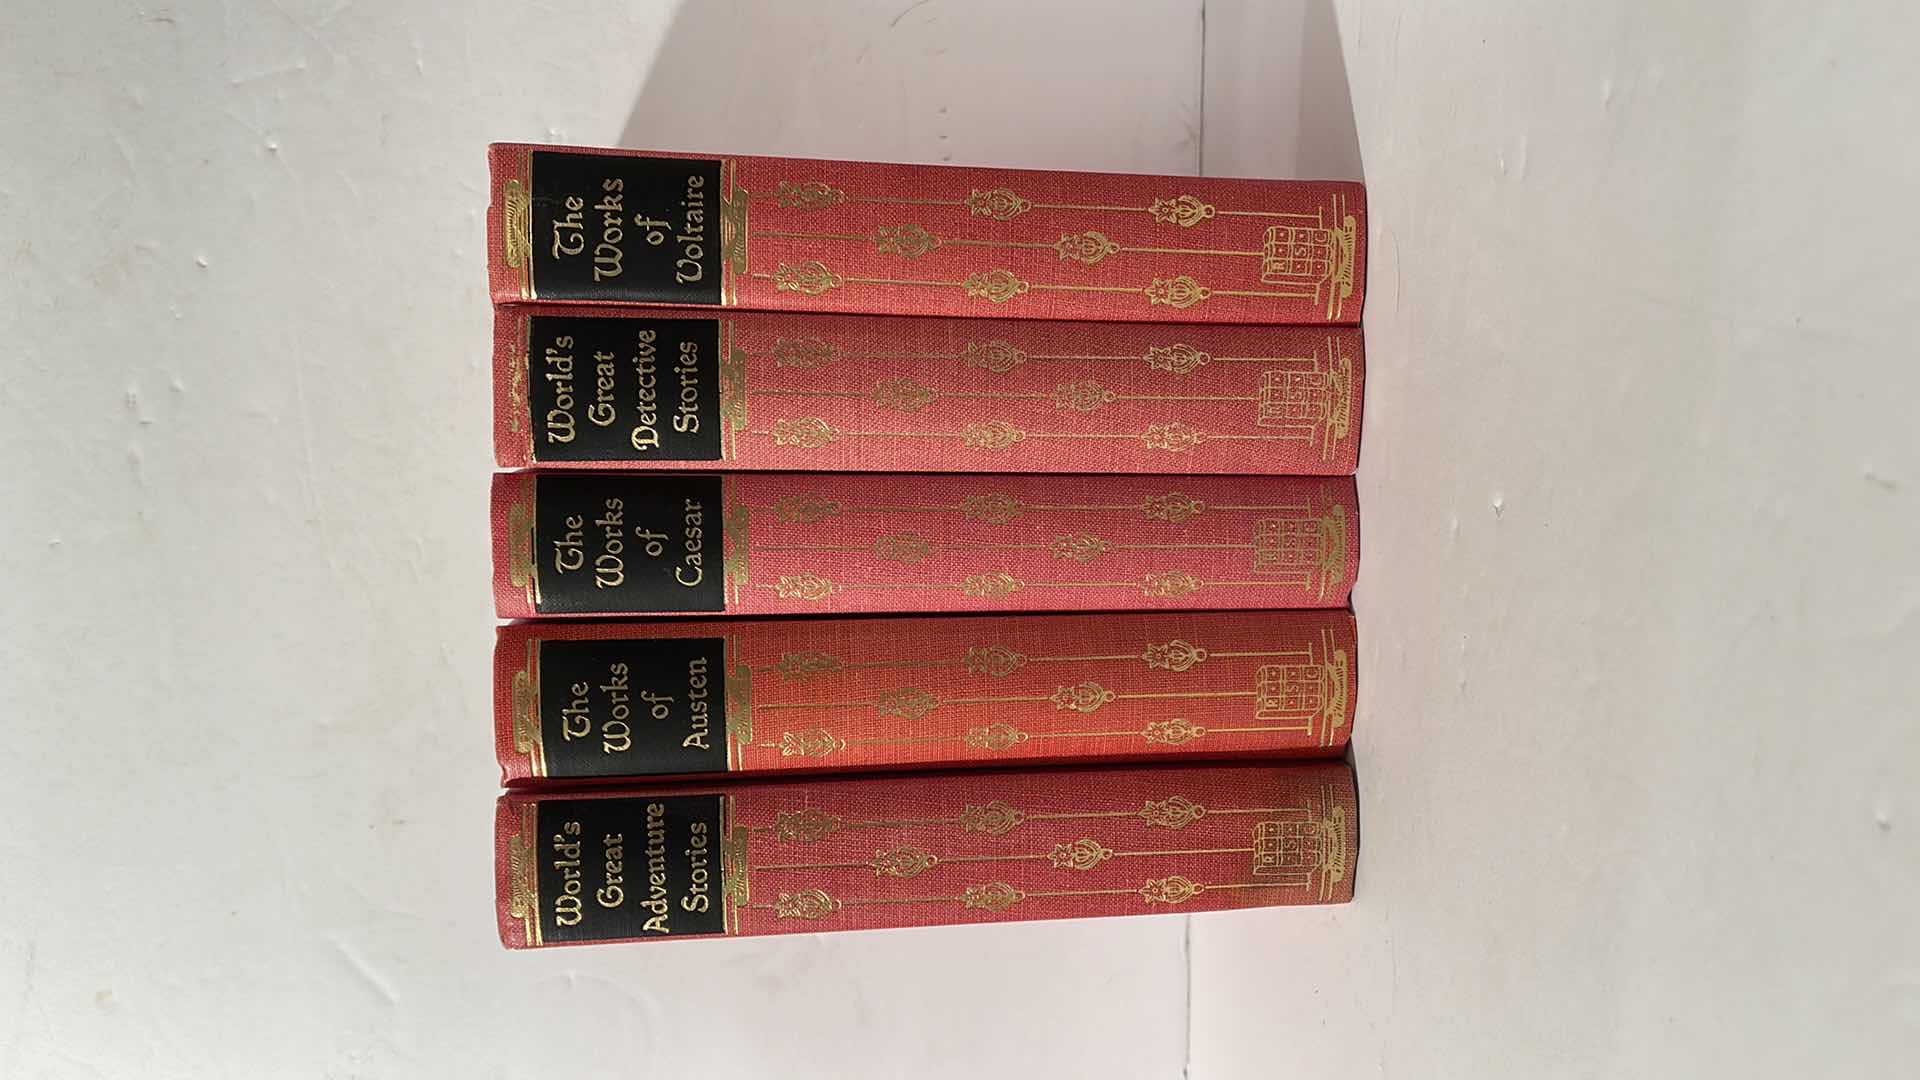 World's
Great
Adventure
Stories
R
S
C
The
Works
of
Austen
R
S
C
The
Works
of
Caesar
R
S
C
World's
Great
Detective
Stories
R
S
C
The
Works
of
Voltaire
R
S
C